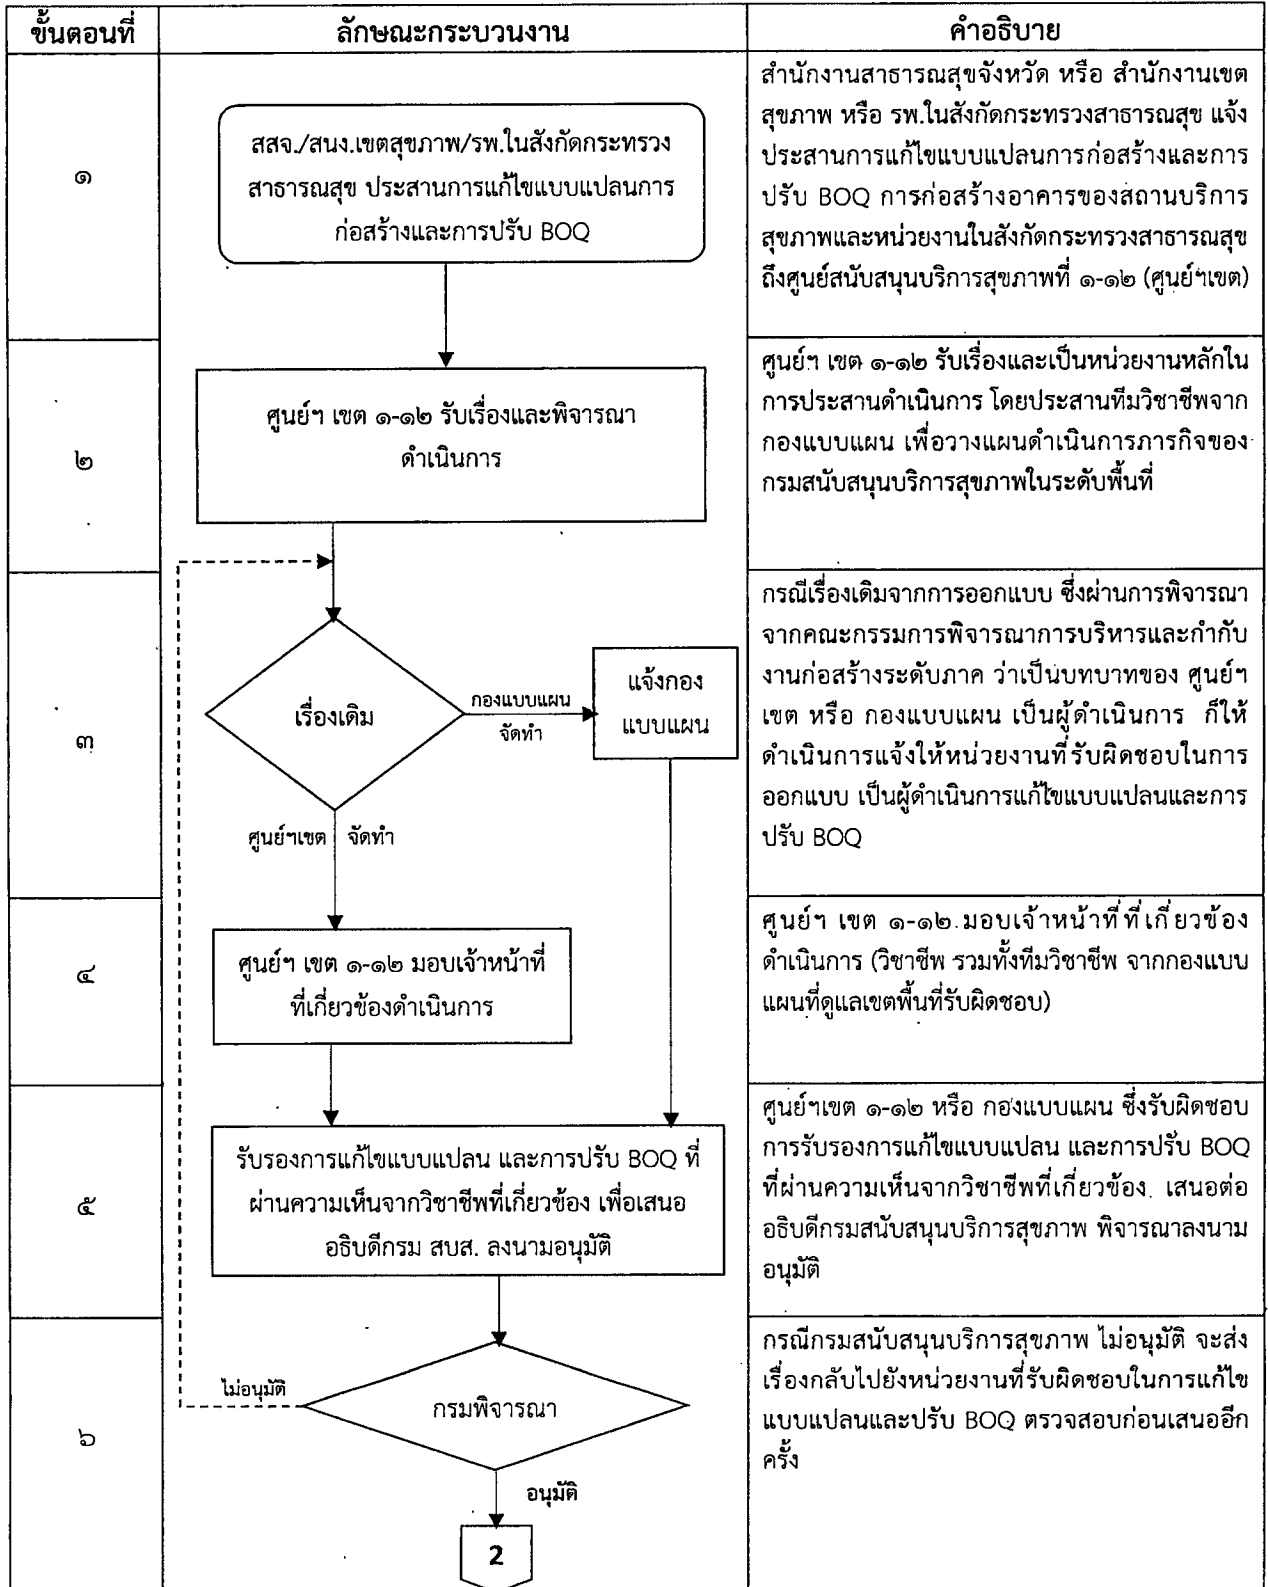 ขั้นตอนที่
ลักษณะกระบวนงาน
คำอธิบาย
๑
สสจ./สนง.เขตสุขภาพ/รพ.ในสังกัดกระทรวง
สาธารณสุข ประสานการแก้ไขแบบแปลนการ
ก่อสร้างและการปรับ BOQ
สำนักงานสาธารณสุขจังหวัด หรือ สำนักงานเขต
สุขภาพ หรือ รพ.ในสังกัดกระทรวงสาธารณสุข แจ้ง
ประสานการแก้ไขแบบแปลนการก่อสร้างและการ
ปรับ BOQ การก่อสร้างอาคารของสถานบริการ
สุขภาพและหน่วยงานในสังกัดกระทรวงสาธารณสุข
ถึงศูนย์สนับสนุนบริการสุขภาพที่ ๑-๑๒ (ศูนย์ฯเขต)
๒
ศูนย์ฯ เขต ๑-๑๒ รับเรื่องและพิจารณา
ดำเนินการ
ศูนย์ฯ เขต ๑-๑๒ รับเรื่องและเป็นหน่วยงานหลักใน
การประสานดำเนินการ โดยประสานทีมวิชาชีพจาก
กองแบบแผน เพื่อวางแผนดำเนินการภารกิจของ
กรมสนับสนุนบริการสุขภาพในระดับพื้นที่
๓
เรื่องเดิม
กองแบบแผน
จัดทำ
แจ้งกอง
แบบแผน
ศูนย์ฯเขต จัดทำ
กรณีเรื่องเดิมจากการออกแบบ ซึ่งผ่านการพิจารณา
จากคณะกรรมการพิจารณาการบริหารและกำกับ
งานก่อสร้างระดับภาค ว่าเป็นบทบาทของ ศูนย์ฯ
เขต หรือ กองแบบแผน เป็นผู้ดำเนินการ ก็ให้
ดำเนินการแจ้งให้หน่วยงานที่รับผิดชอบในการ
ออกแบบ เป็นผู้ดำเนินการแก้ไขแบบแปลนและการ
ปรับ BOQ
๔
ศูนย์ฯ เขต ๑-๑๒ มอบเจ้าหน้าที่
ที่เกี่ยวข้องดำเนินการ
ศูนย์ฯ เขต ๑-๑๒ มอบเจ้าหน้าที่ที่เกี่ยวข้อง
ดำเนินการ (วิชาชีพ รวมทั้งทีมวิชาชีพ จากกองแบบ
แผนที่ดูแลเขตพื้นที่รับผิดชอบ)
๕
รับรองการแก้ไขแบบแปลน และการปรับ BOQ ที่
ผ่านความเห็นจากวิชาชีพที่เกี่ยวข้อง เพื่อเสนอ
อธิบดีกรม สบส. ลงนามอนุมัติ
ศูนย์ฯเขต ๑-๑๒ หรือ กองแบบแผน ซึ่งรับผิดชอบ
การรับรองการแก้ไขแบบแปลน และการปรับ BOQ
ที่ผ่านความเห็นจากวิชาชีพที่เกี่ยวข้อง เสนอต่อ
อธิบดีกรมสนับสนุนบริการสุขภาพ พิจารณาลงนาม
อนุมัติ
๖
ไม่อนุมัติ
กรมพิจารณา
อนุมัติ
2
กรณีกรมสนับสนุนบริการสุขภาพ ไม่อนุมัติ จะส่ง
เรื่องกลับไปยังหน่วยงานที่รับผิดชอบในการแก้ไข
แบบแปลนและปรับ BOQ ตรวจสอบก่อนเสนออีก
ครั้ง